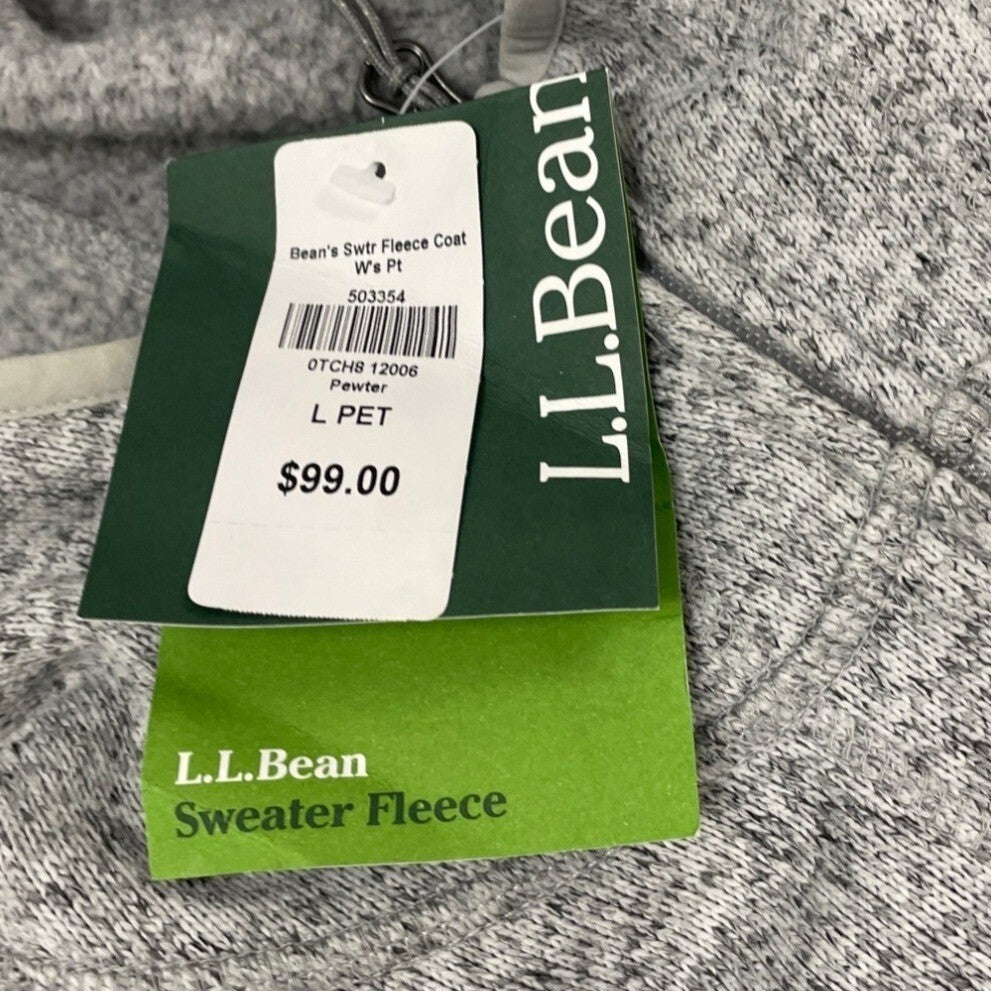 Bean's Swtr Fleece Coat
W's Pt
503354
0TCH8 12006
Pewter
L PET
$99.00
L.L.Bean
L.L.Bean
Sweater Fleece